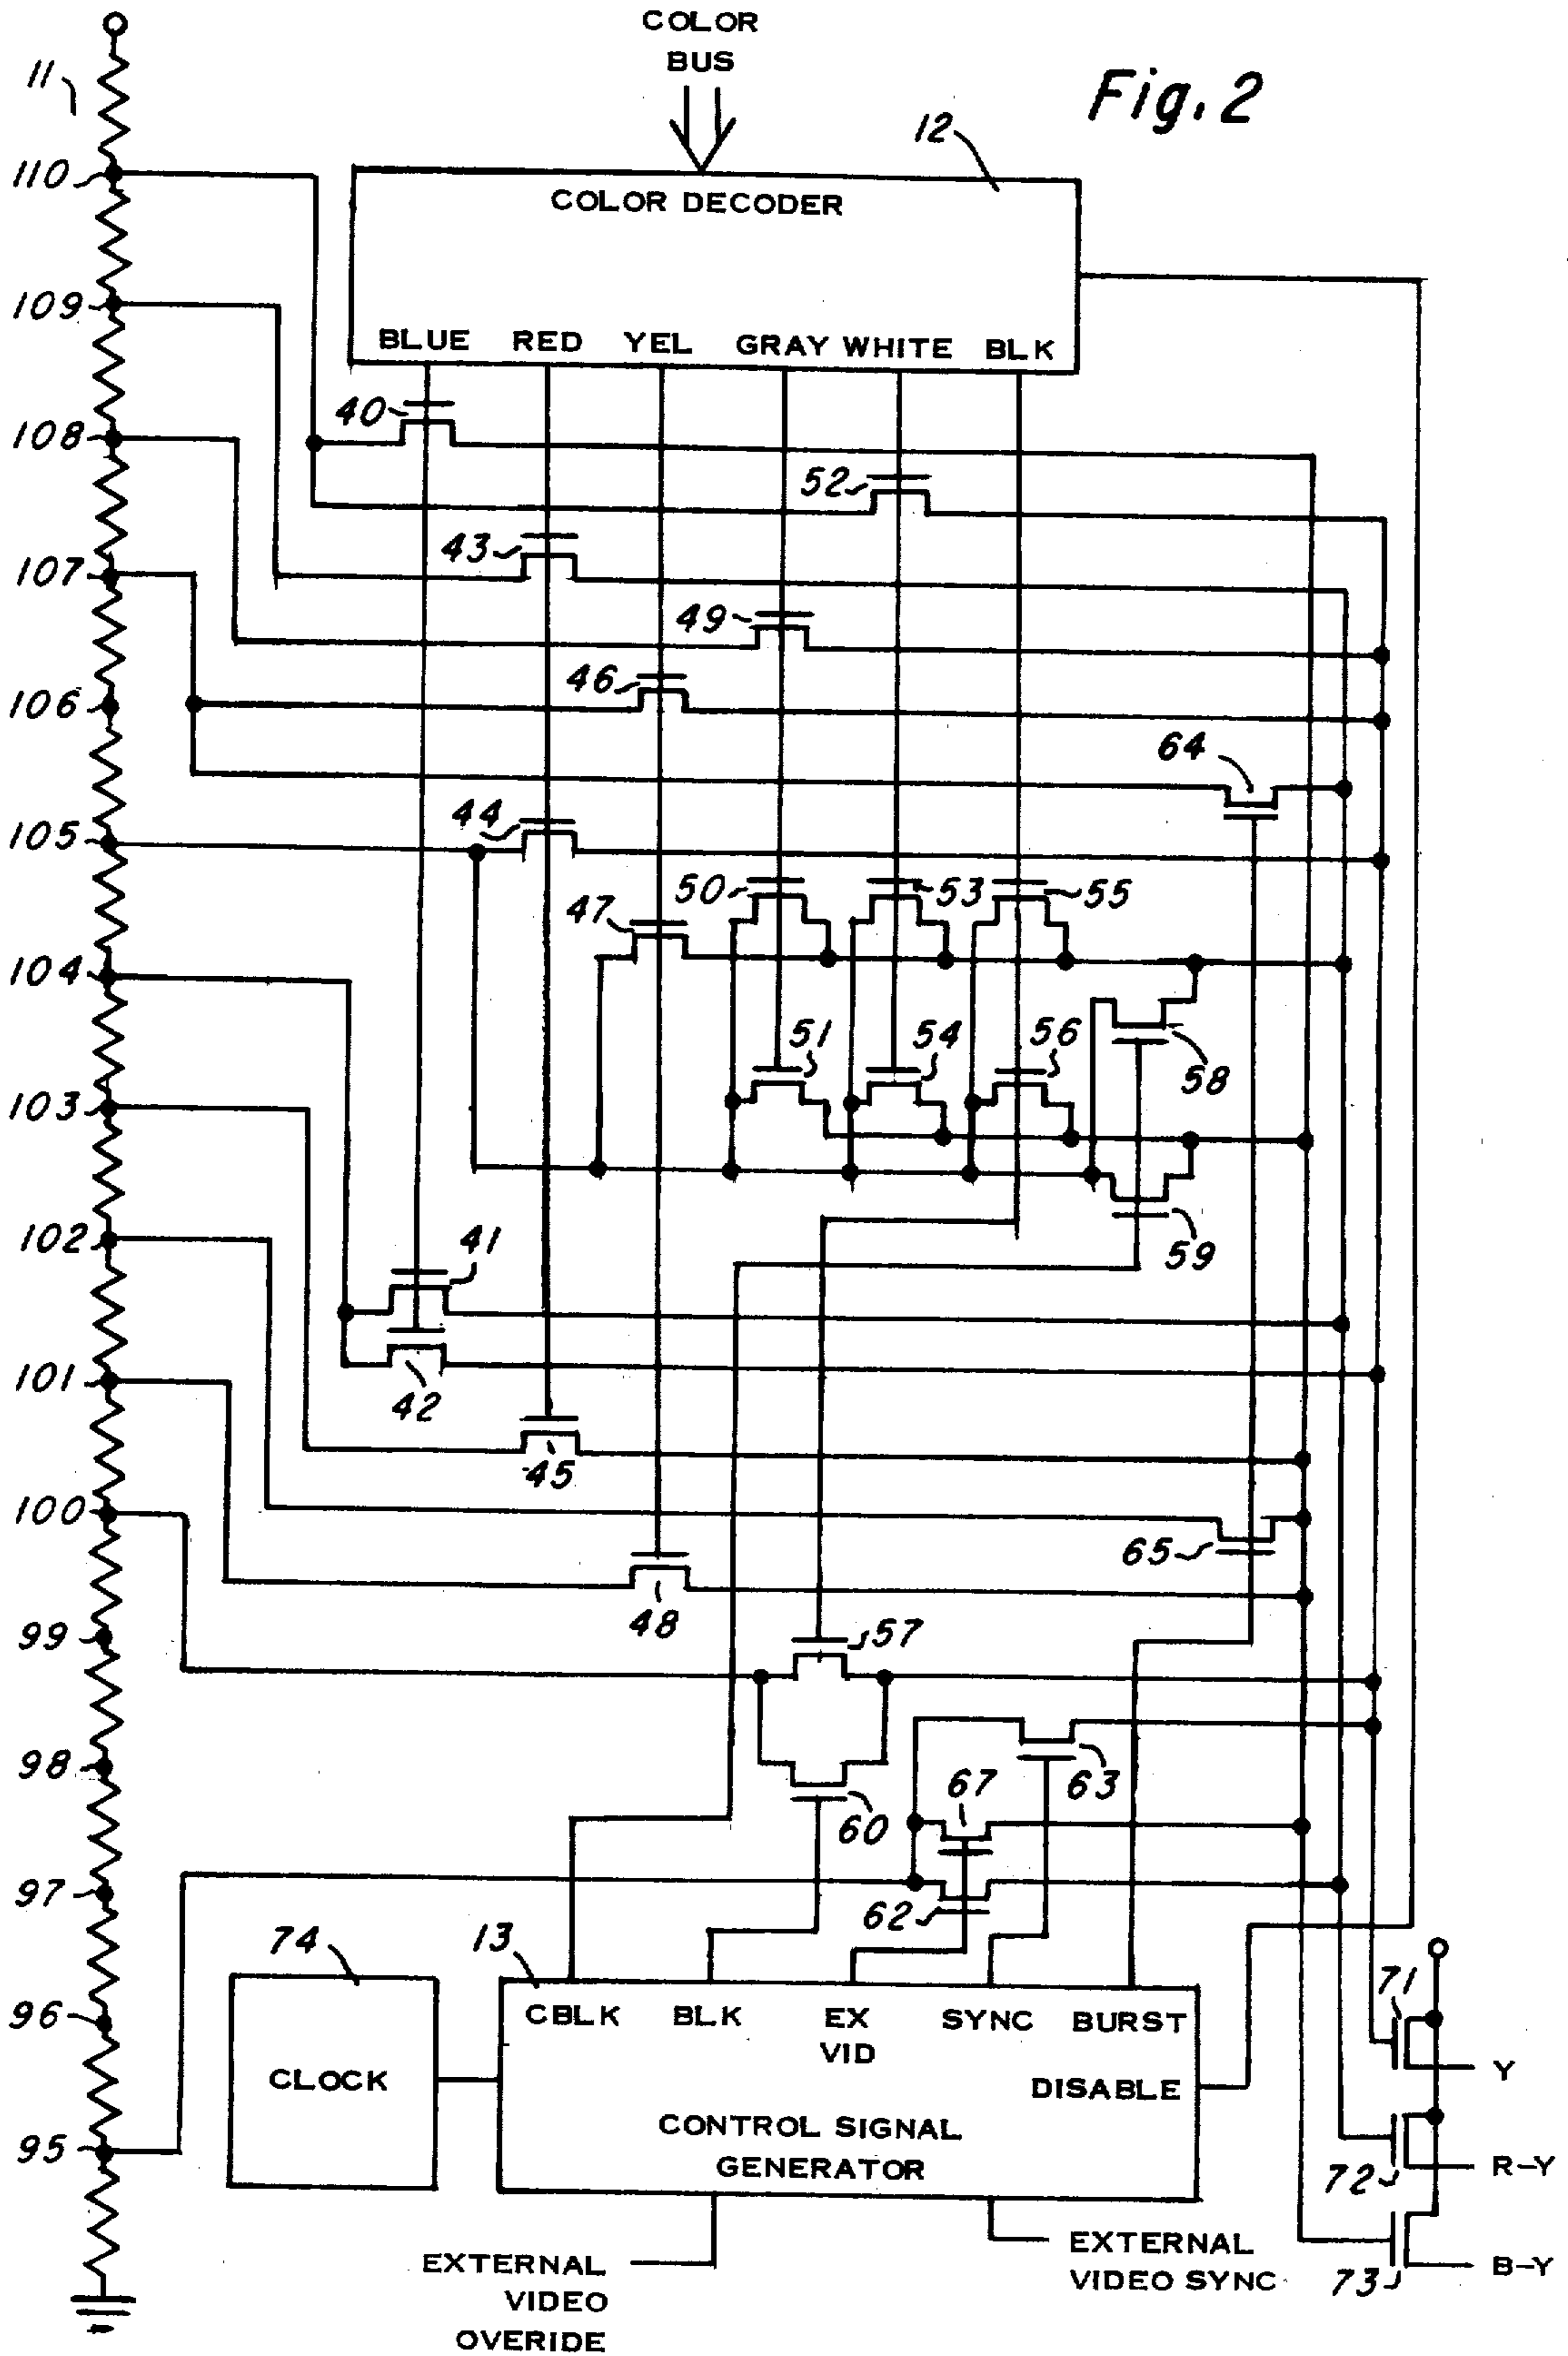 COLOR
BUS
Fig. 2
11
12
110
COLOR DECODER
109
BLUE RED YEL GRAY WHITE BLK
40
108
52
43
107
49
46
106
64
44
105
50
53
55
47
104
51
54
56
58
103
102
41
59
101
42
45
100
65
48
99
57
98
67
63
60
97
62
74
13
71
96
CBLK BLK EX VID SYNC BURST
Y
CLOCK
DISABLE
95
CONTROL SIGNAL
GENERATOR
72
R-Y
EXTERNAL
VIDEO
OVERIDE
EXTERNAL
VIDEO SYNC
73
B-Y